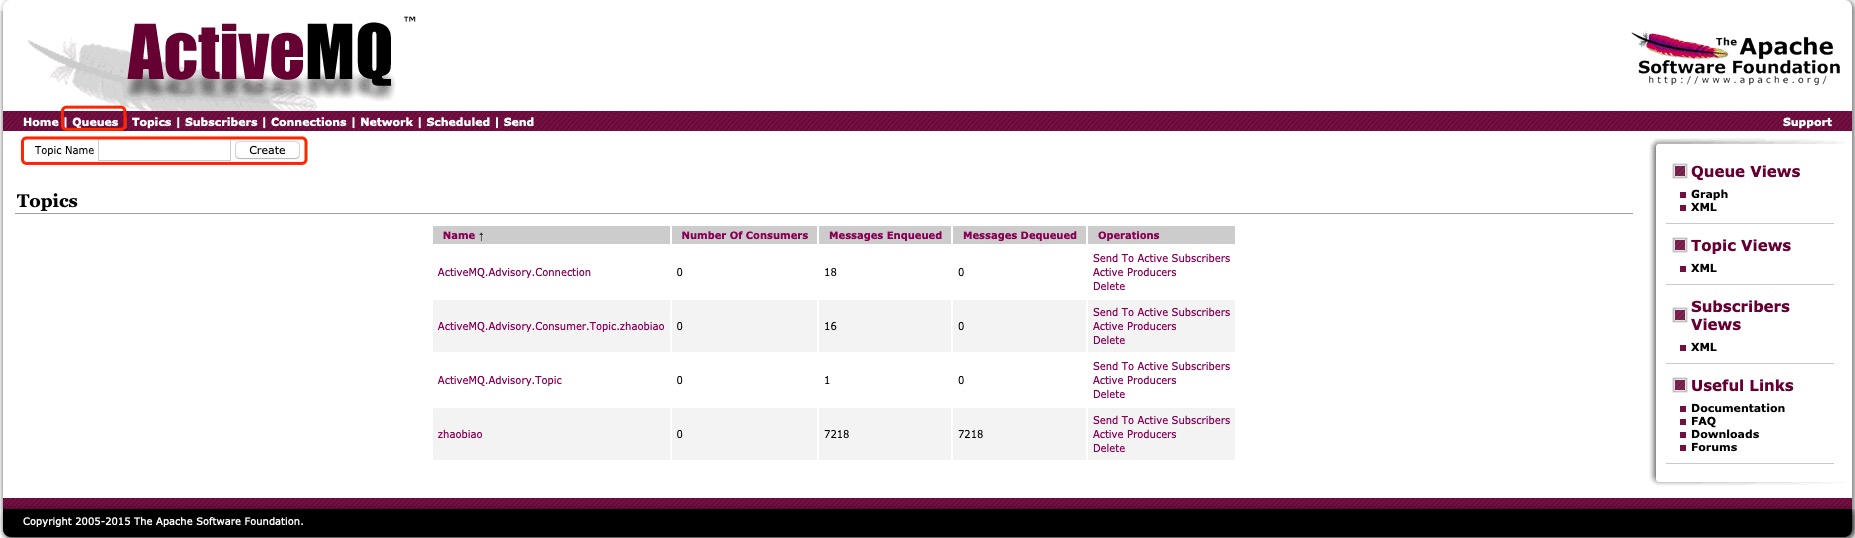 ActiveMQ™
The Apache
Software Foundation
http://www.apache.org/
Home | Queues | Topics | Subscribers | Connections | Network | Scheduled | Send
Support
Topic Name Create
Topics
Name ↑ Number Of Consumers Messages Enqueued Messages Dequeued Operations
ActiveMQ.Advisory.Connection 0 18 0 Send To Active Subscribers
Active Producers
Delete
ActiveMQ.Advisory.Consumer.Topic.zhaobiao 0 16 0 Send To Active Subscribers
Active Producers
Delete
ActiveMQ.Advisory.Topic 0 1 0 Send To Active Subscribers
Active Producers
Delete
zhaobiao 0 7218 7218 Send To Active Subscribers
Active Producers
Delete
Queue Views
Graph
XML
Topic Views
XML
Subscribers
Views
XML
Useful Links
Documentation
FAQ
Downloads
Forums
Copyright 2005-2015 The Apache Software Foundation.